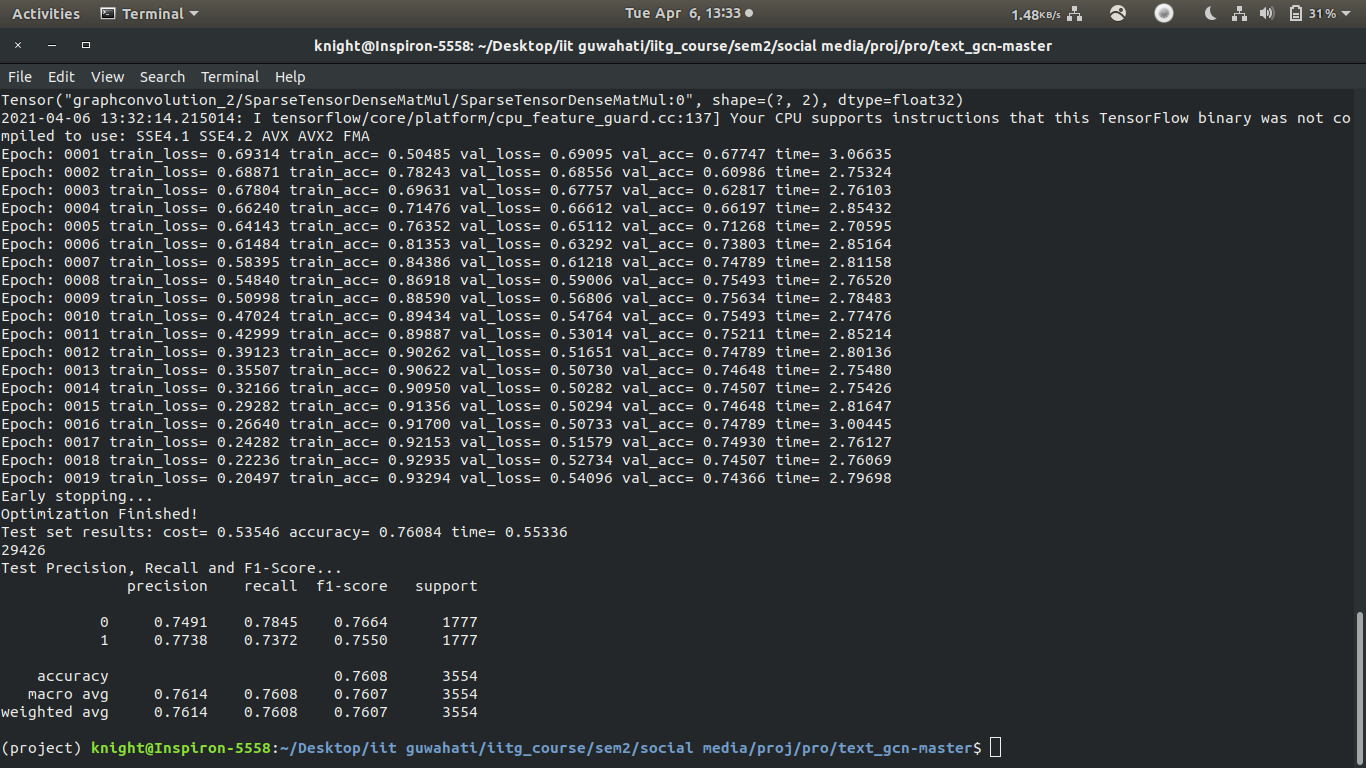 Activities Terminal Tue Apr 6, 13:33 1.48KB/s 31%
knight@Inspiron-5558: ~/Desktop/iit guwahati/iitg_course/sem2/social media/proj/pro/text_gcn-master
File Edit View Search Terminal Help
Tensor("graphconvolution_2/SparseTensorDenseMatMul/SparseTensorDenseMatMul:0", shape=(?, 2), dtype=float32)
2021-04-06 13:32:14.215014: I tensorflow/core/platform/cpu_feature_guard.cc:137] Your CPU supports instructions that this TensorFlow binary was not co
mpiled to use: SSE4.1 SSE4.2 AVX AVX2 FMA
Epoch: 0001 train_loss= 0.69314 train_acc= 0.50485 val_loss= 0.69095 val_acc= 0.67747 time= 3.06635
Epoch: 0002 train_loss= 0.68871 train_acc= 0.78243 val_loss= 0.68556 val_acc= 0.60986 time= 2.75324
Epoch: 0003 train_loss= 0.67804 train_acc= 0.69631 val_loss= 0.67757 val_acc= 0.62817 time= 2.76103
Epoch: 0004 train_loss= 0.66240 train_acc= 0.71476 val_loss= 0.66612 val_acc= 0.66197 time= 2.85432
Epoch: 0005 train_loss= 0.64143 train_acc= 0.76352 val_loss= 0.65112 val_acc= 0.71268 time= 2.70595
Epoch: 0006 train_loss= 0.61484 train_acc= 0.81353 val_loss= 0.63292 val_acc= 0.73803 time= 2.85164
Epoch: 0007 train_loss= 0.58395 train_acc= 0.84386 val_loss= 0.61218 val_acc= 0.74789 time= 2.81158
Epoch: 0008 train_loss= 0.54840 train_acc= 0.86918 val_loss= 0.59006 val_acc= 0.75493 time= 2.76520
Epoch: 0009 train_loss= 0.50998 train_acc= 0.88590 val_loss= 0.56806 val_acc= 0.75634 time= 2.78483
Epoch: 0010 train_loss= 0.47024 train_acc= 0.89434 val_loss= 0.54764 val_acc= 0.75493 time= 2.77476
Epoch: 0011 train_loss= 0.42999 train_acc= 0.89887 val_loss= 0.53014 val_acc= 0.75211 time= 2.85214
Epoch: 0012 train_loss= 0.39123 train_acc= 0.90262 val_loss= 0.51651 val_acc= 0.74789 time= 2.80136
Epoch: 0013 train_loss= 0.35507 train_acc= 0.90622 val_loss= 0.50730 val_acc= 0.74648 time= 2.75480
Epoch: 0014 train_loss= 0.32166 train_acc= 0.90950 val_loss= 0.50282 val_acc= 0.74507 time= 2.75426
Epoch: 0015 train_loss= 0.29282 train_acc= 0.91356 val_loss= 0.50294 val_acc= 0.74648 time= 2.81647
Epoch: 0016 train_loss= 0.26640 train_acc= 0.91700 val_loss= 0.50733 val_acc= 0.74789 time= 3.00445
Epoch: 0017 train_loss= 0.24282 train_acc= 0.92153 val_loss= 0.51579 val_acc= 0.74930 time= 2.76127
Epoch: 0018 train_loss= 0.22236 train_acc= 0.92935 val_loss= 0.52734 val_acc= 0.74507 time= 2.76069
Epoch: 0019 train_loss= 0.20497 train_acc= 0.93294 val_loss= 0.54096 val_acc= 0.74366 time= 2.79698
Early stopping...
Optimization Finished!
Test set results: cost= 0.53546 accuracy= 0.76084 time= 0.55336
29426
Test Precision, Recall and F1-Score...
precision recall f1-score support
0 0.7491 0.7845 0.7664 1777
1 0.7738 0.7372 0.7550 1777
accuracy 0.7608 3554
macro avg 0.7614 0.7608 0.7607 3554
weighted avg 0.7614 0.7608 0.7607 3554
(project) knight@Inspiron-5558:~/Desktop/iit guwahati/iitg_course/sem2/social media/proj/pro/text_gcn-master$